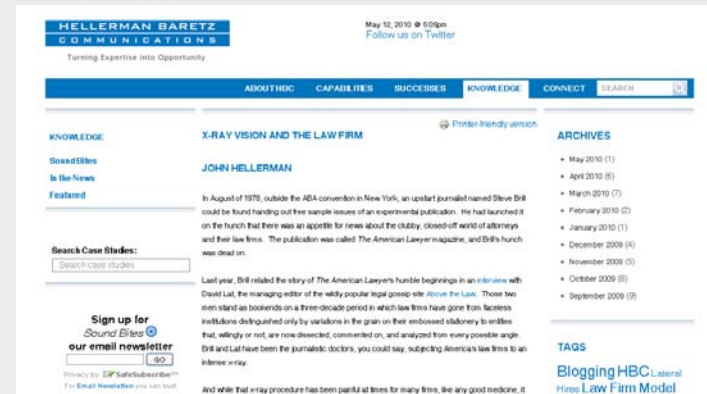 HELLERMAN BARETZ
COMMUNICATIONS
Turning Expertise into Opportunity
May 12, 2010 @ 5:05pm
Follow us on Twitter
ABOUT HBC CAPABILITIES SUCCESSES KNOWLEDGE CONNECT SEARCH
Printer-friendly version
KNOWLEDGE
Sound Bites
In the News
Featured
Search Case Studies:
Search case studies
Sign up for
Sound Bites
our email newsletter
GO
Privacy by SafeSubscribe
For Email Newsletters you can trust
X-RAY VISION AND THE LAW FIRM
JOHN HELLERMAN
In August of 1978, outside the ABA convention in New York, an upstart journalist named Steve Brill
could be found handing out free sample issues of an experimental publication. He had launched it
on the hunch that there was an appetite for news about the clubby, closed-off world of attorneys
and their law firms. The publication was called The American Lawyer magazine, and Brill's hunch
was dead on.
Last year, Brill related the story of The American Lawyer's humble beginnings in an interview with
David Lat, the managing editor of the wildly popular legal gossip site Above the Law. Those two
men stand as bookends on a three-decade period in which law firms have gone from faceless
institutions distinguished only by variations in the grain on their embossed stationery to entities
that, willingly or not, are now dissected, commented on, and analyzed from every possible angle.
Brill and Lat have been the journalistic doctors, you could say, subjecting America's law firms to an
intense x-ray.
And while that x-ray procedure has been painful at times for many firms, like any good medicine, it
ARCHIVES
May 2010 (1)
April 2010 (6)
March 2010 (7)
February 2010 (2)
January 2010 (1)
December 2009 (4)
November 2009 (5)
October 2009 (8)
September 2009 (9)
TAGS
Blogging HBC Lateral
Hires Law Firm Model